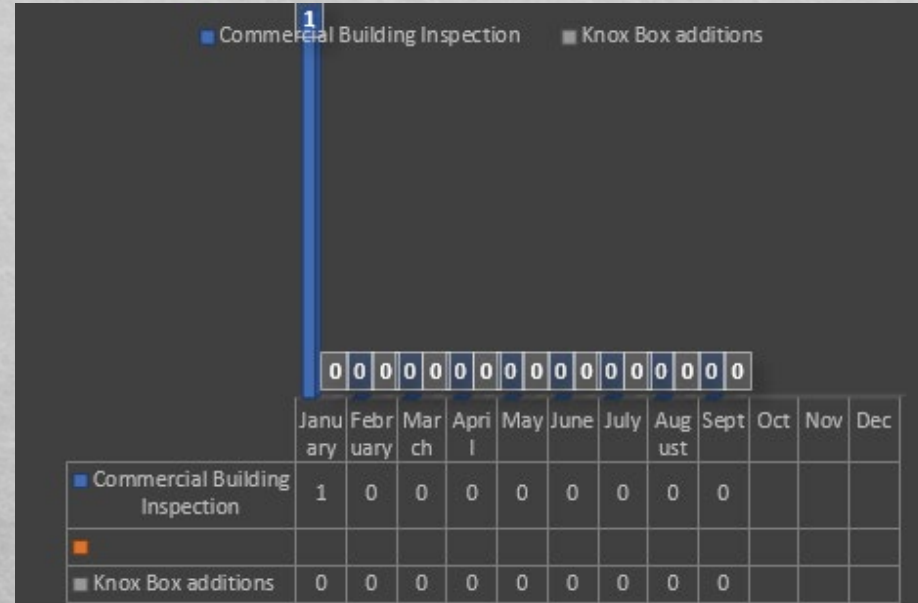 1
Commercial Building Inspection Knox Box additions
0 0 0 0 0 0 0 0 0 0 0 0 0 0 0 0 0
Janu Febr Mar Apri May June July Aug Sept Oct Nov Dec
ary uary ch l ust
Commercial Building
Inspection
1 0 0 0 0 0 0 0 0
Knox Box additions 0 0 0 0 0 0 0 0 0